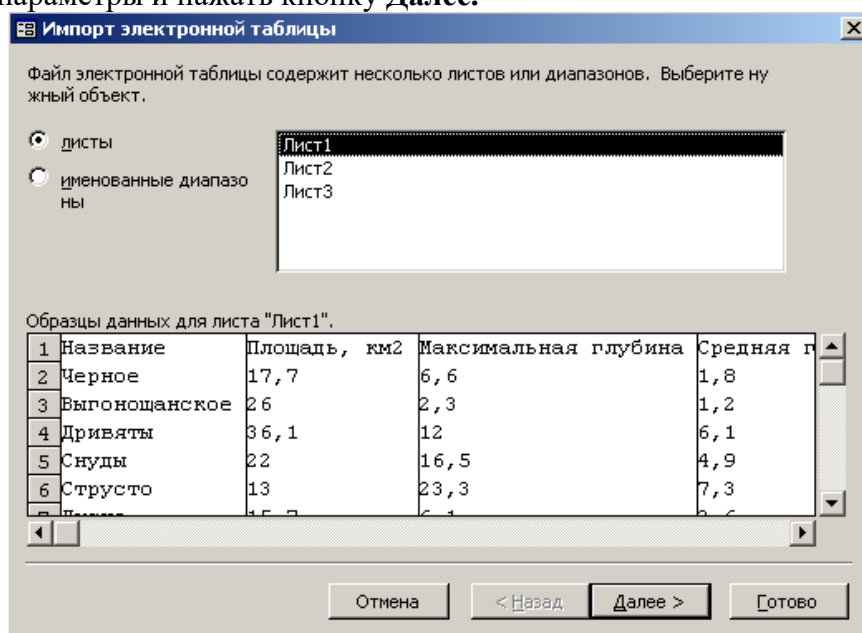 параметры и нажать кнопку Далее.
Импорт электронной таблицы
Файл электронной таблицы содержит несколько листов или диапазонов. Выберите ну
жный объект.
листы
именованные диапазо
ны
Лист1
Лист2
Лист3
Образцы данных для листа "Лист1".
1 Название Площадь, км2 Максимальная глубина Средняя г
2 Черное 17,7 6,6 1,8
3 Выгонощанское 26 2,3 1,2
4 Дривяты 36,1 12 6,1
5 Снуды 22 16,5 4,9
6 Струсто 13 23,3 7,3
Отмена < Назад Далее > Готово